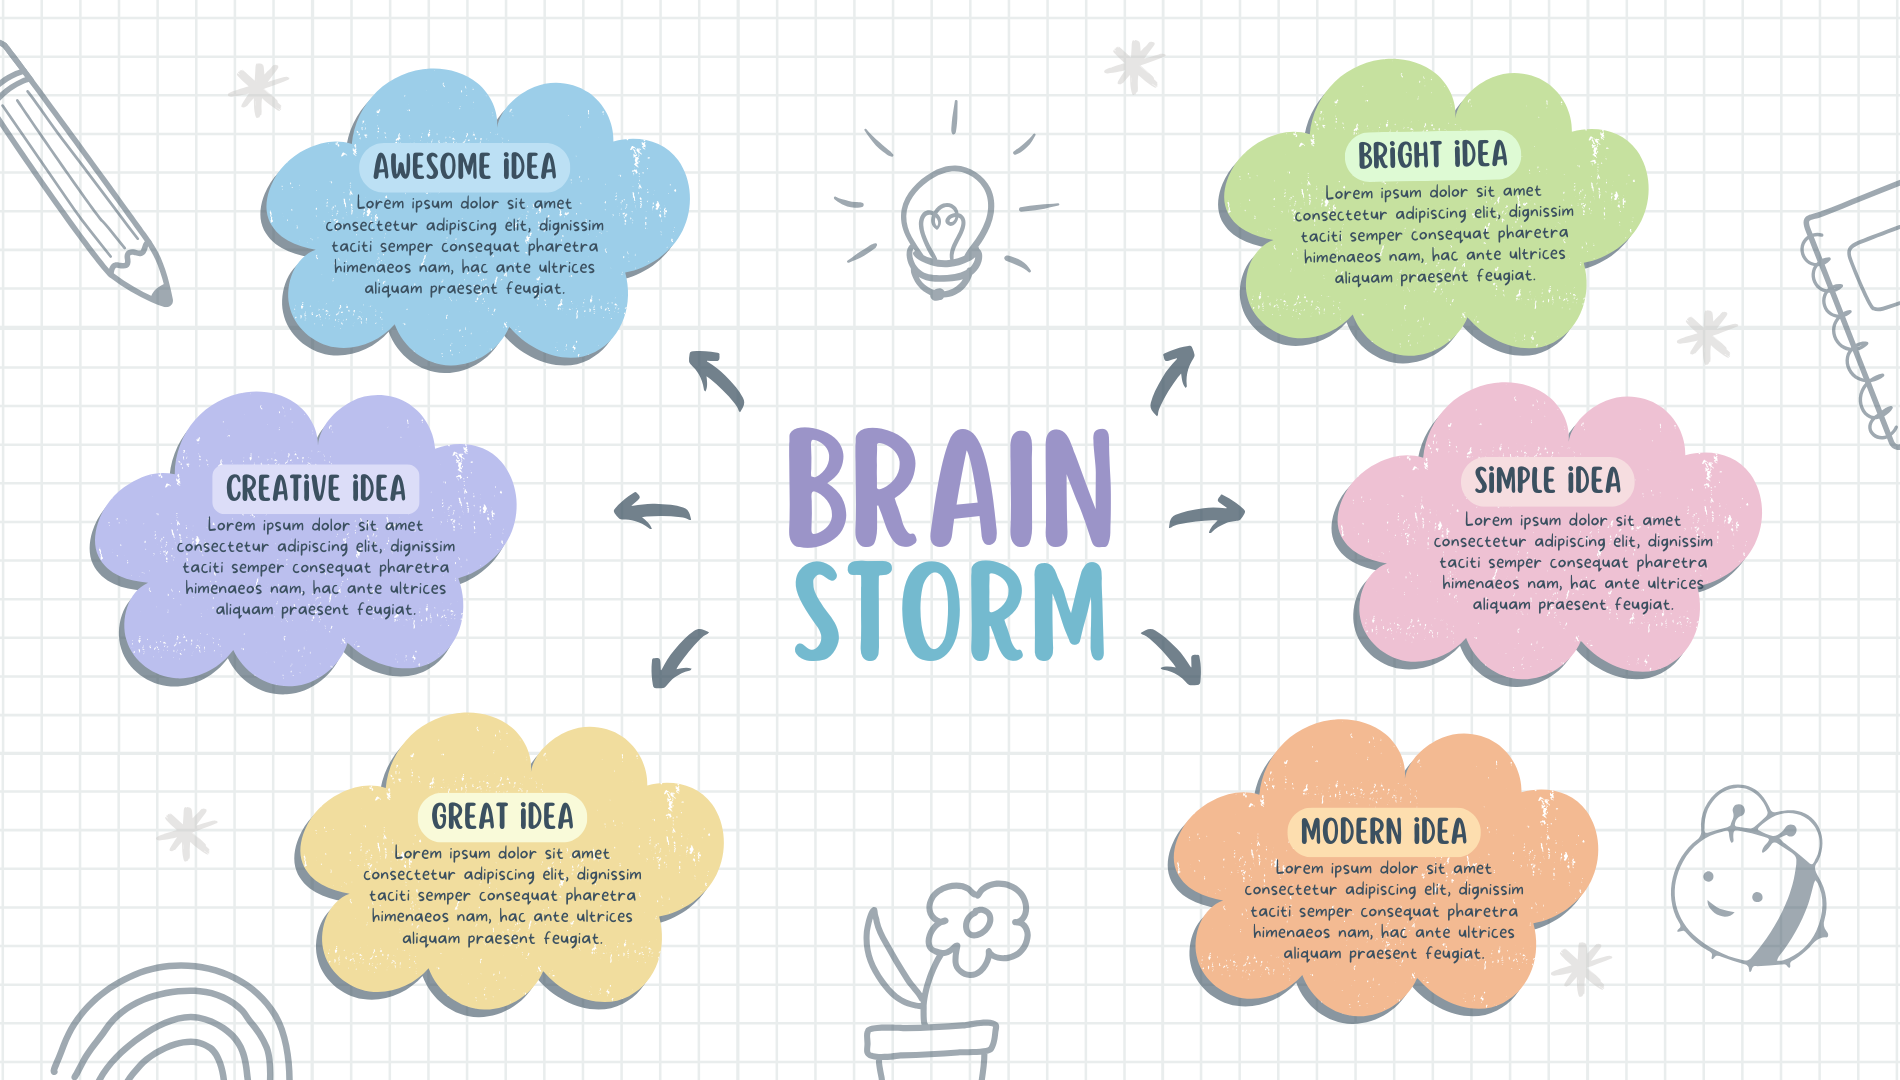 AWESOME IDEA
Lorem ipsum dolor sit amet
consectetur adipiscing elit, dignissim
taciti semper consequat pharetra
himenaeos nam, hac ante ultrices
aliquam praesent feugiat.
CREATIVE IDEA
Lorem ipsum dolor sit amet
consectetur adipiscing elit, dignissim
taciti semper consequat pharetra
himenaeos nam, hac ante ultrices
aliquam praesent feugiat.
GREAT IDEA
Lorem ipsum dolor sit amet
consectetur adipiscing elit, dignissim
taciti semper consequat pharetra
himenaeos nam, hac ante ultrices
aliquam praesent feugiat.
BRAIN
STORM
BRIGHT IDEA
Lorem ipsum dolor sit amet
consectetur adipiscing elit, dignissim
taciti semper consequat pharetra
himenaeos nam, hac ante ultrices
aliquam praesent feugiat.
SIMPLE IDEA
Lorem ipsum dolor sit amet
consectetur adipiscing elit, dignissim
taciti semper consequat pharetra
himenaeos nam, hac ante ultrices
aliquam praesent feugiat.
MODERN IDEA
Lorem ipsum dolor sit amet
consectetur adipiscing elit, dignissim
taciti semper consequat pharetra
himenaeos nam, hac ante ultrices
aliquam praesent feugiat.